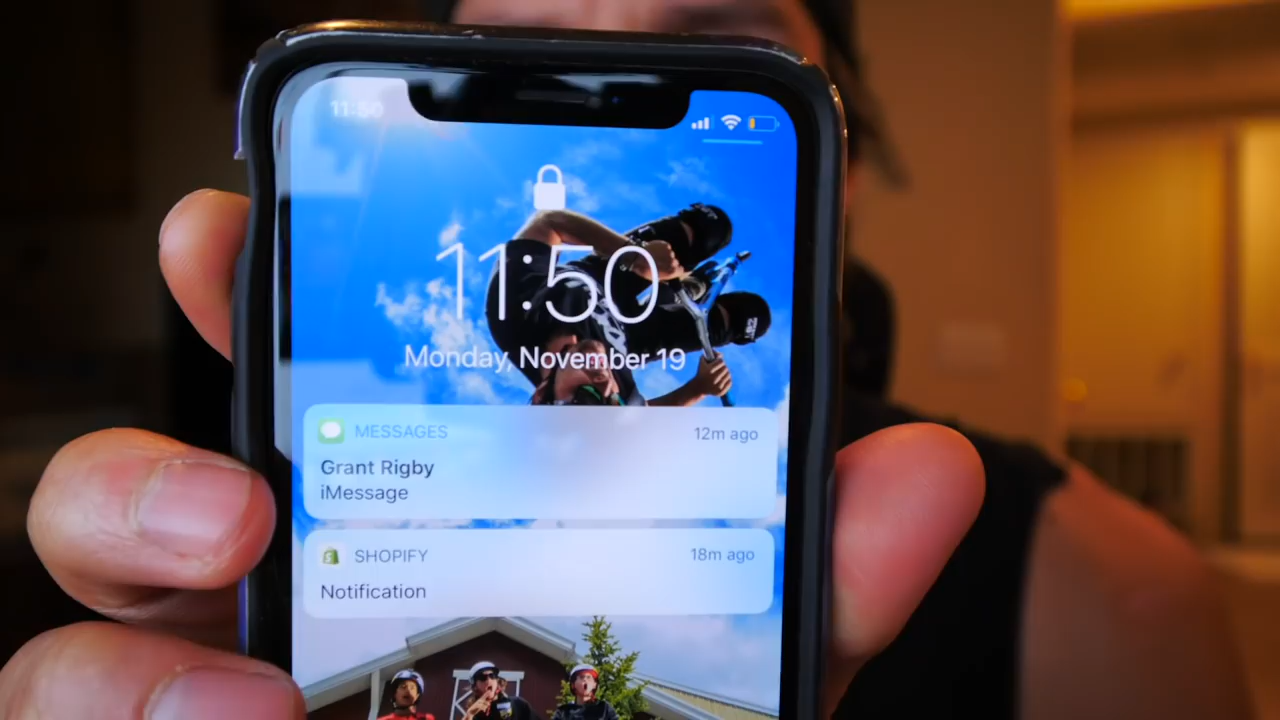 11:50
11:50
Monday, November 19
MESSAGES
12m ago
Grant Rigby
iMessage
SHOPIFY
18m ago
Notification